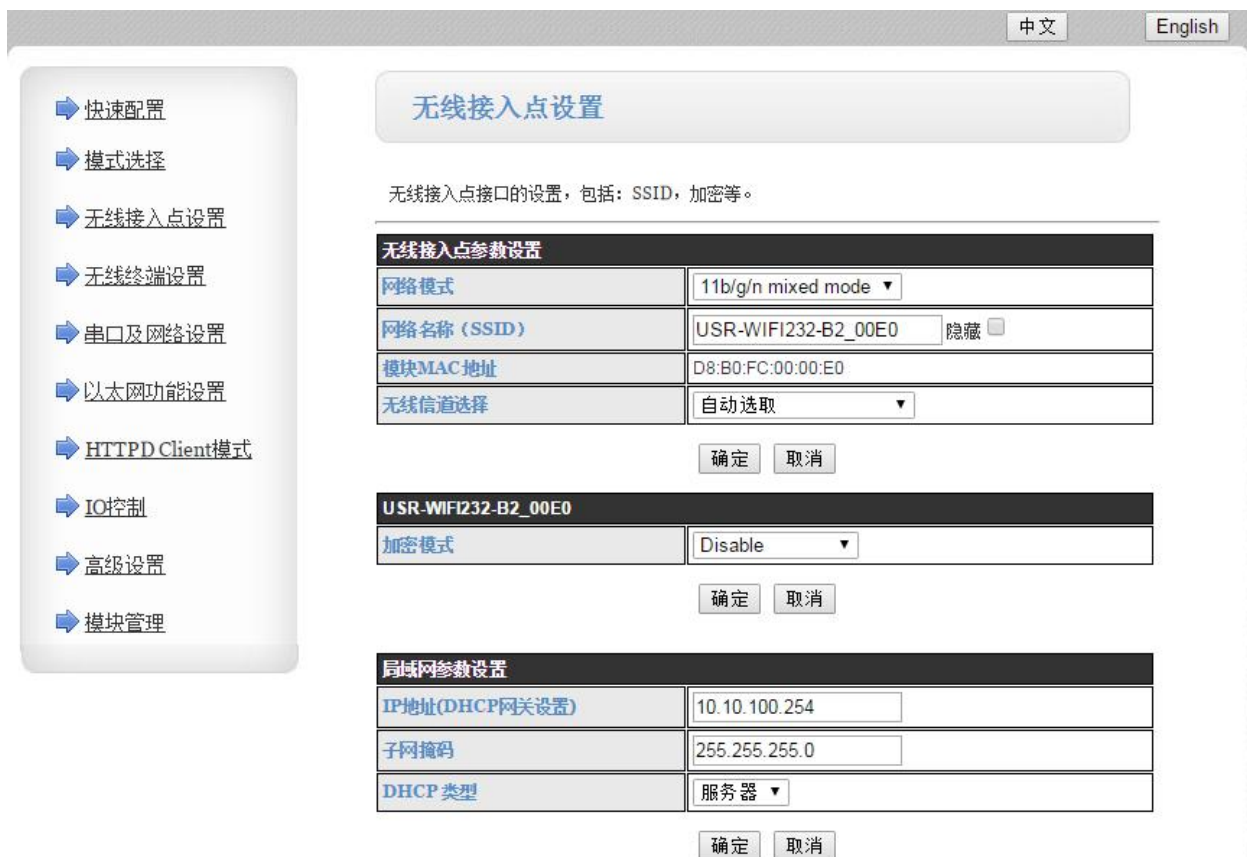 中文 English
快速配置
模式选择
无线接入点设置
无线终端设置
串口及网络设置
以太网功能设置
HTTPD Client模式
IO控制
高级设置
模块管理
无线接入点设置
无线接入点接口的设置，包括：SSID，加密等。
无线接入点参数设置
网络模式 11b/g/n mixed mode
网络名称（SSID） USR-WIFI232-B2_00E0 隐藏
模块MAC地址 D8:B0:FC:00:00:E0
无线信道选择 自动选取
确定 取消
USR-WIFI232-B2_00E0
加密模式 Disable
确定 取消
局域网参数设置
IP地址(DHCP网关设置) 10.10.100.254
子网掩码 255.255.255.0
DHCP 类型 服务器
确定 取消